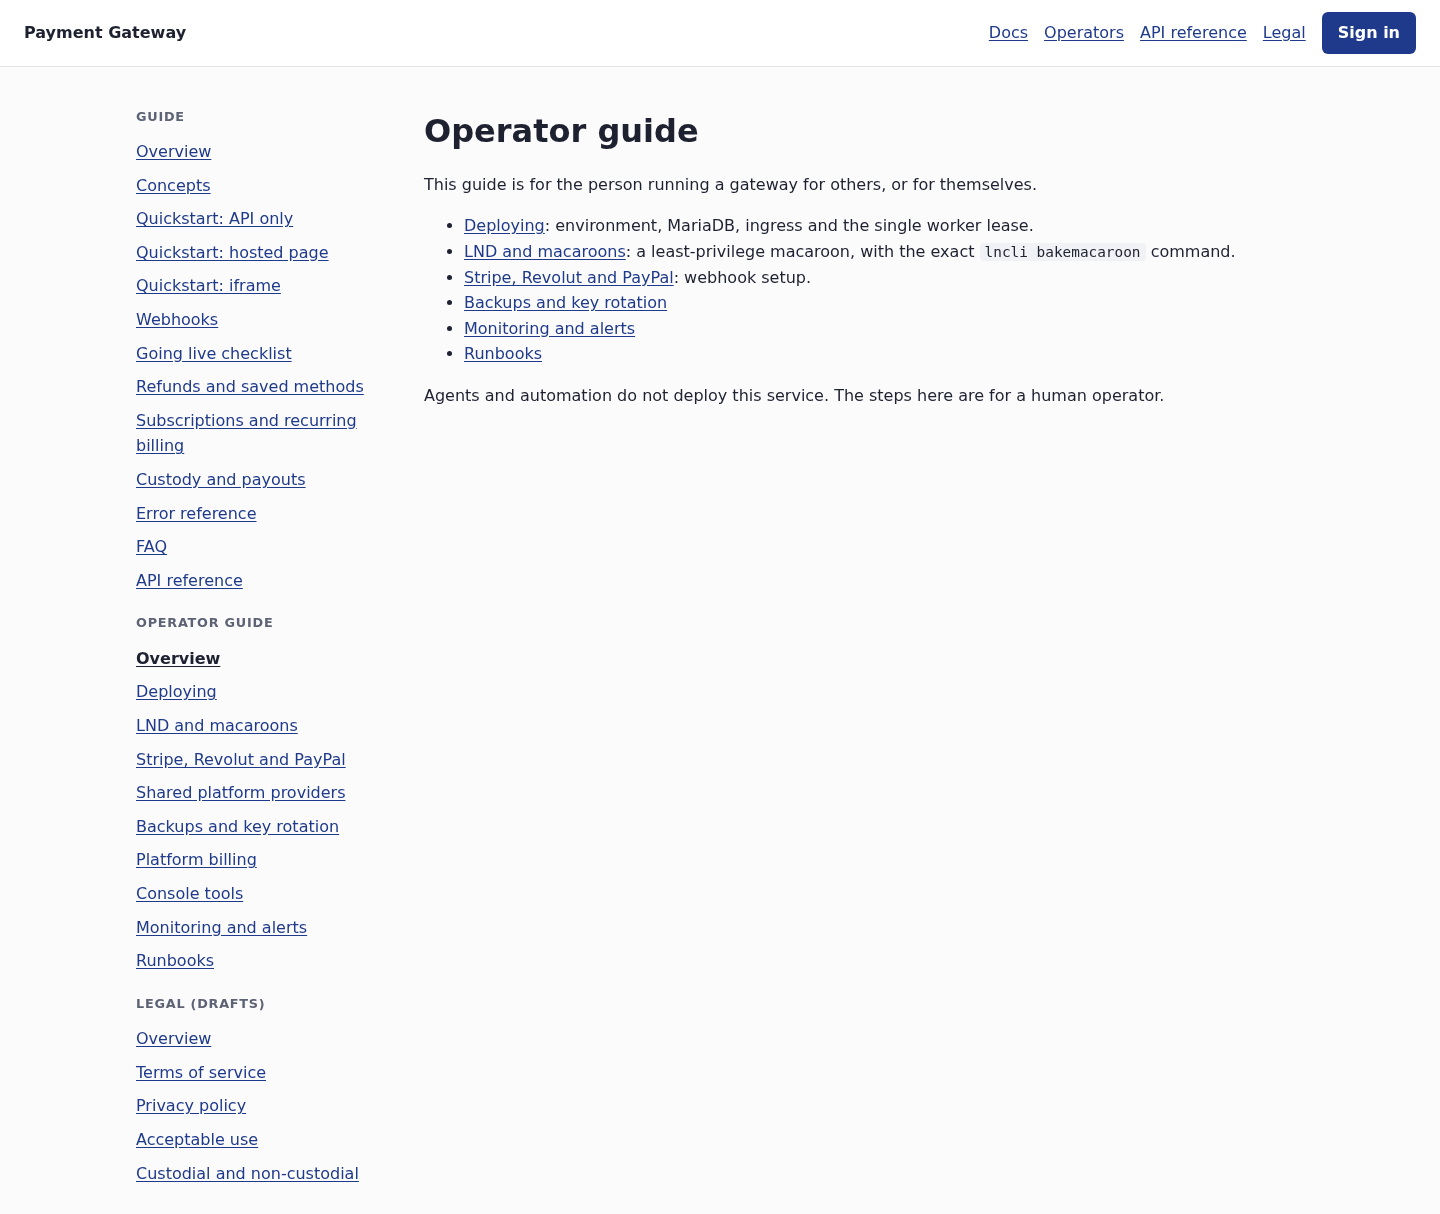 Payment Gateway
Docs Operators API reference Legal Sign in
GUIDE
Overview
Concepts
Quickstart: API only
Quickstart: hosted page
Quickstart: iframe
Webhooks
Going live checklist
Refunds and saved methods
Subscriptions and recurring
billing
Custody and payouts
Error reference
FAQ
API reference
OPERATOR GUIDE
Overview
Deploying
LND and macaroons
Stripe, Revolut and PayPal
Shared platform providers
Backups and key rotation
Platform billing
Console tools
Monitoring and alerts
Runbooks
LEGAL (DRAFTS)
Overview
Terms of service
Privacy policy
Acceptable use
Custodial and non-custodial
Operator guide
This guide is for the person running a gateway for others, or for themselves.
• Deploying: environment, MariaDB, ingress and the single worker lease.
• LND and macaroons: a least-privilege macaroon, with the exact lncli bakemacaroon command.
• Stripe, Revolut and PayPal: webhook setup.
• Backups and key rotation
• Monitoring and alerts
• Runbooks
Agents and automation do not deploy this service. The steps here are for a human operator.